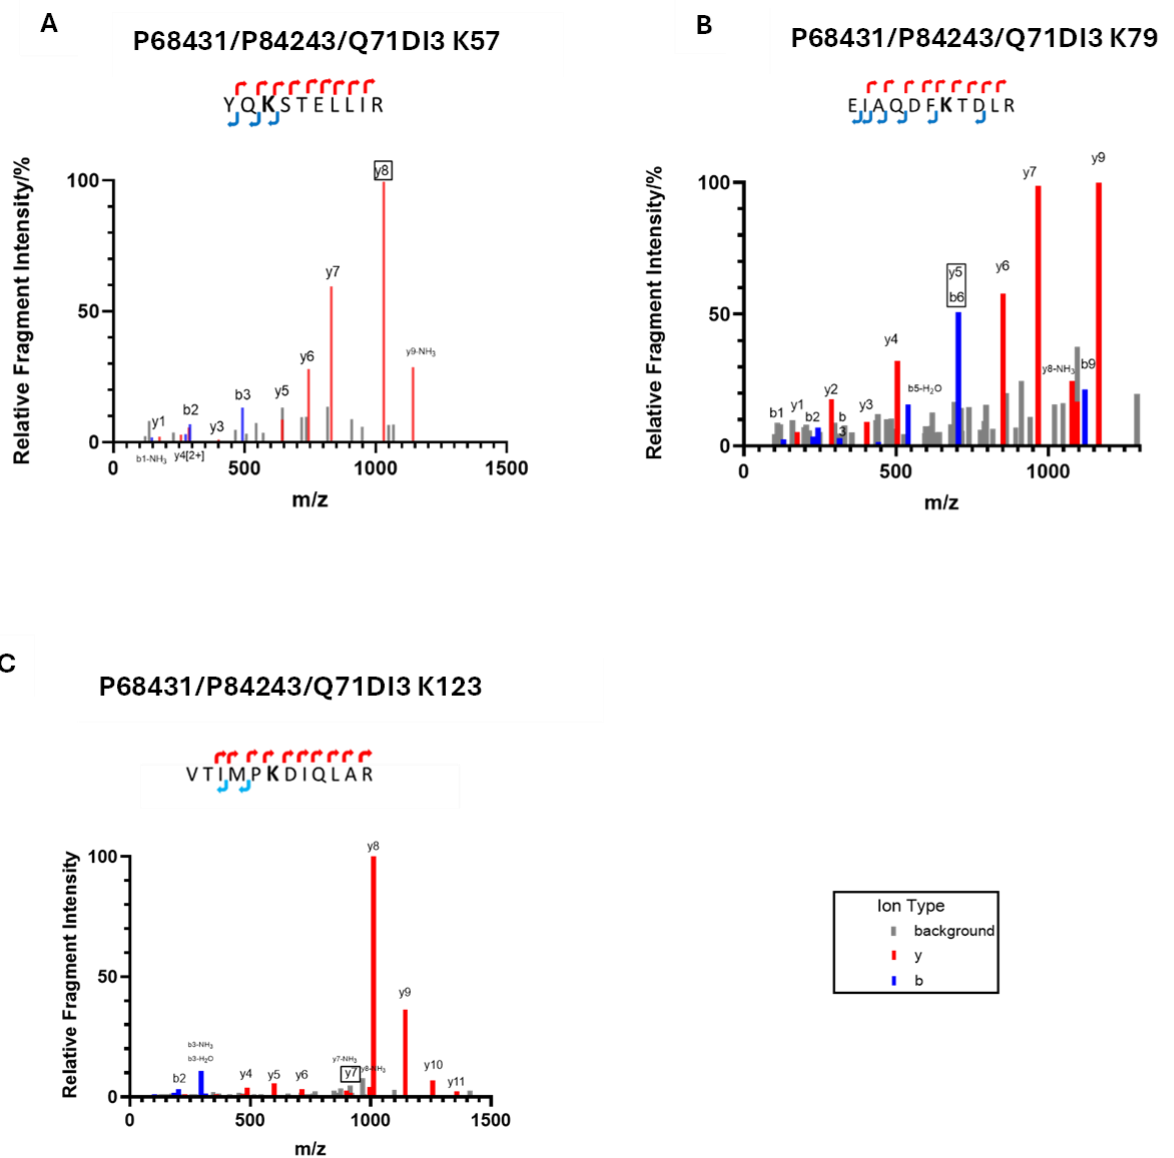 A
P68431/P84243/Q71DI3 K57
YQKSTELLIR
Relative Fragment Intensity/%
100
50
0
y8
y7
y6
y9-NH3
b3
y5
b2
y1
y3
b1-NH3
y4[2+]
0 500 1000 1500
m/z
B
P68431/P84243/Q71DI3 K79
EIAQDFKTDLR
Relative Fragment Intensity/%
100
50
0
y9
y7
y5
b6
y6
y4
y8-NH3
b9
b5-H2O
y2
b1
y1
b2
b
3
y3
0 500 1000
m/z
C
P68431/P84243/Q71DI3 K123
VTIMPKDIQLAR
Relative Fragment Intensity
100
50
0
y8
y9
b3-NH3
b3-H2O
b2
y4
y5
y6
y7-NH3
y7
y8-NH3
y10
y11
0 500 1000 1500
m/z
Ion Type
background
y
b